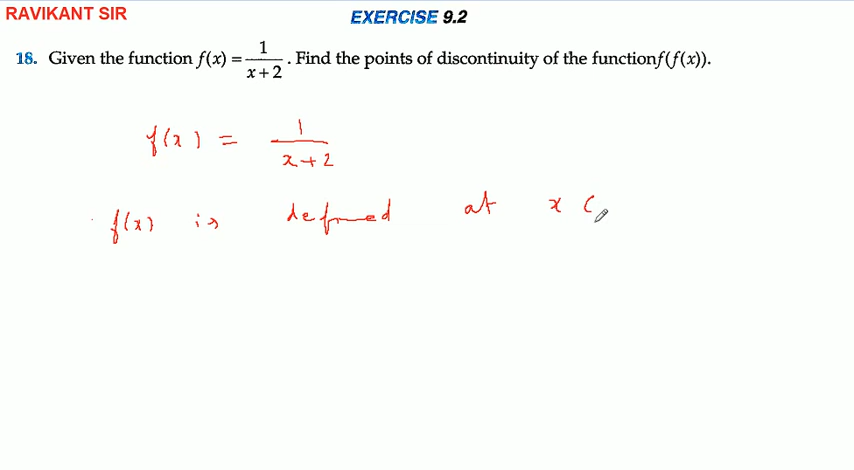 RAVIKANT SIR
EXERCISE 9.2
18. Given the function f(x) = 1/(x+2). Find the points of discontinuity of the functionf(f(x)).
f(x) = 1/(x+2)
f(x) is defined at x (